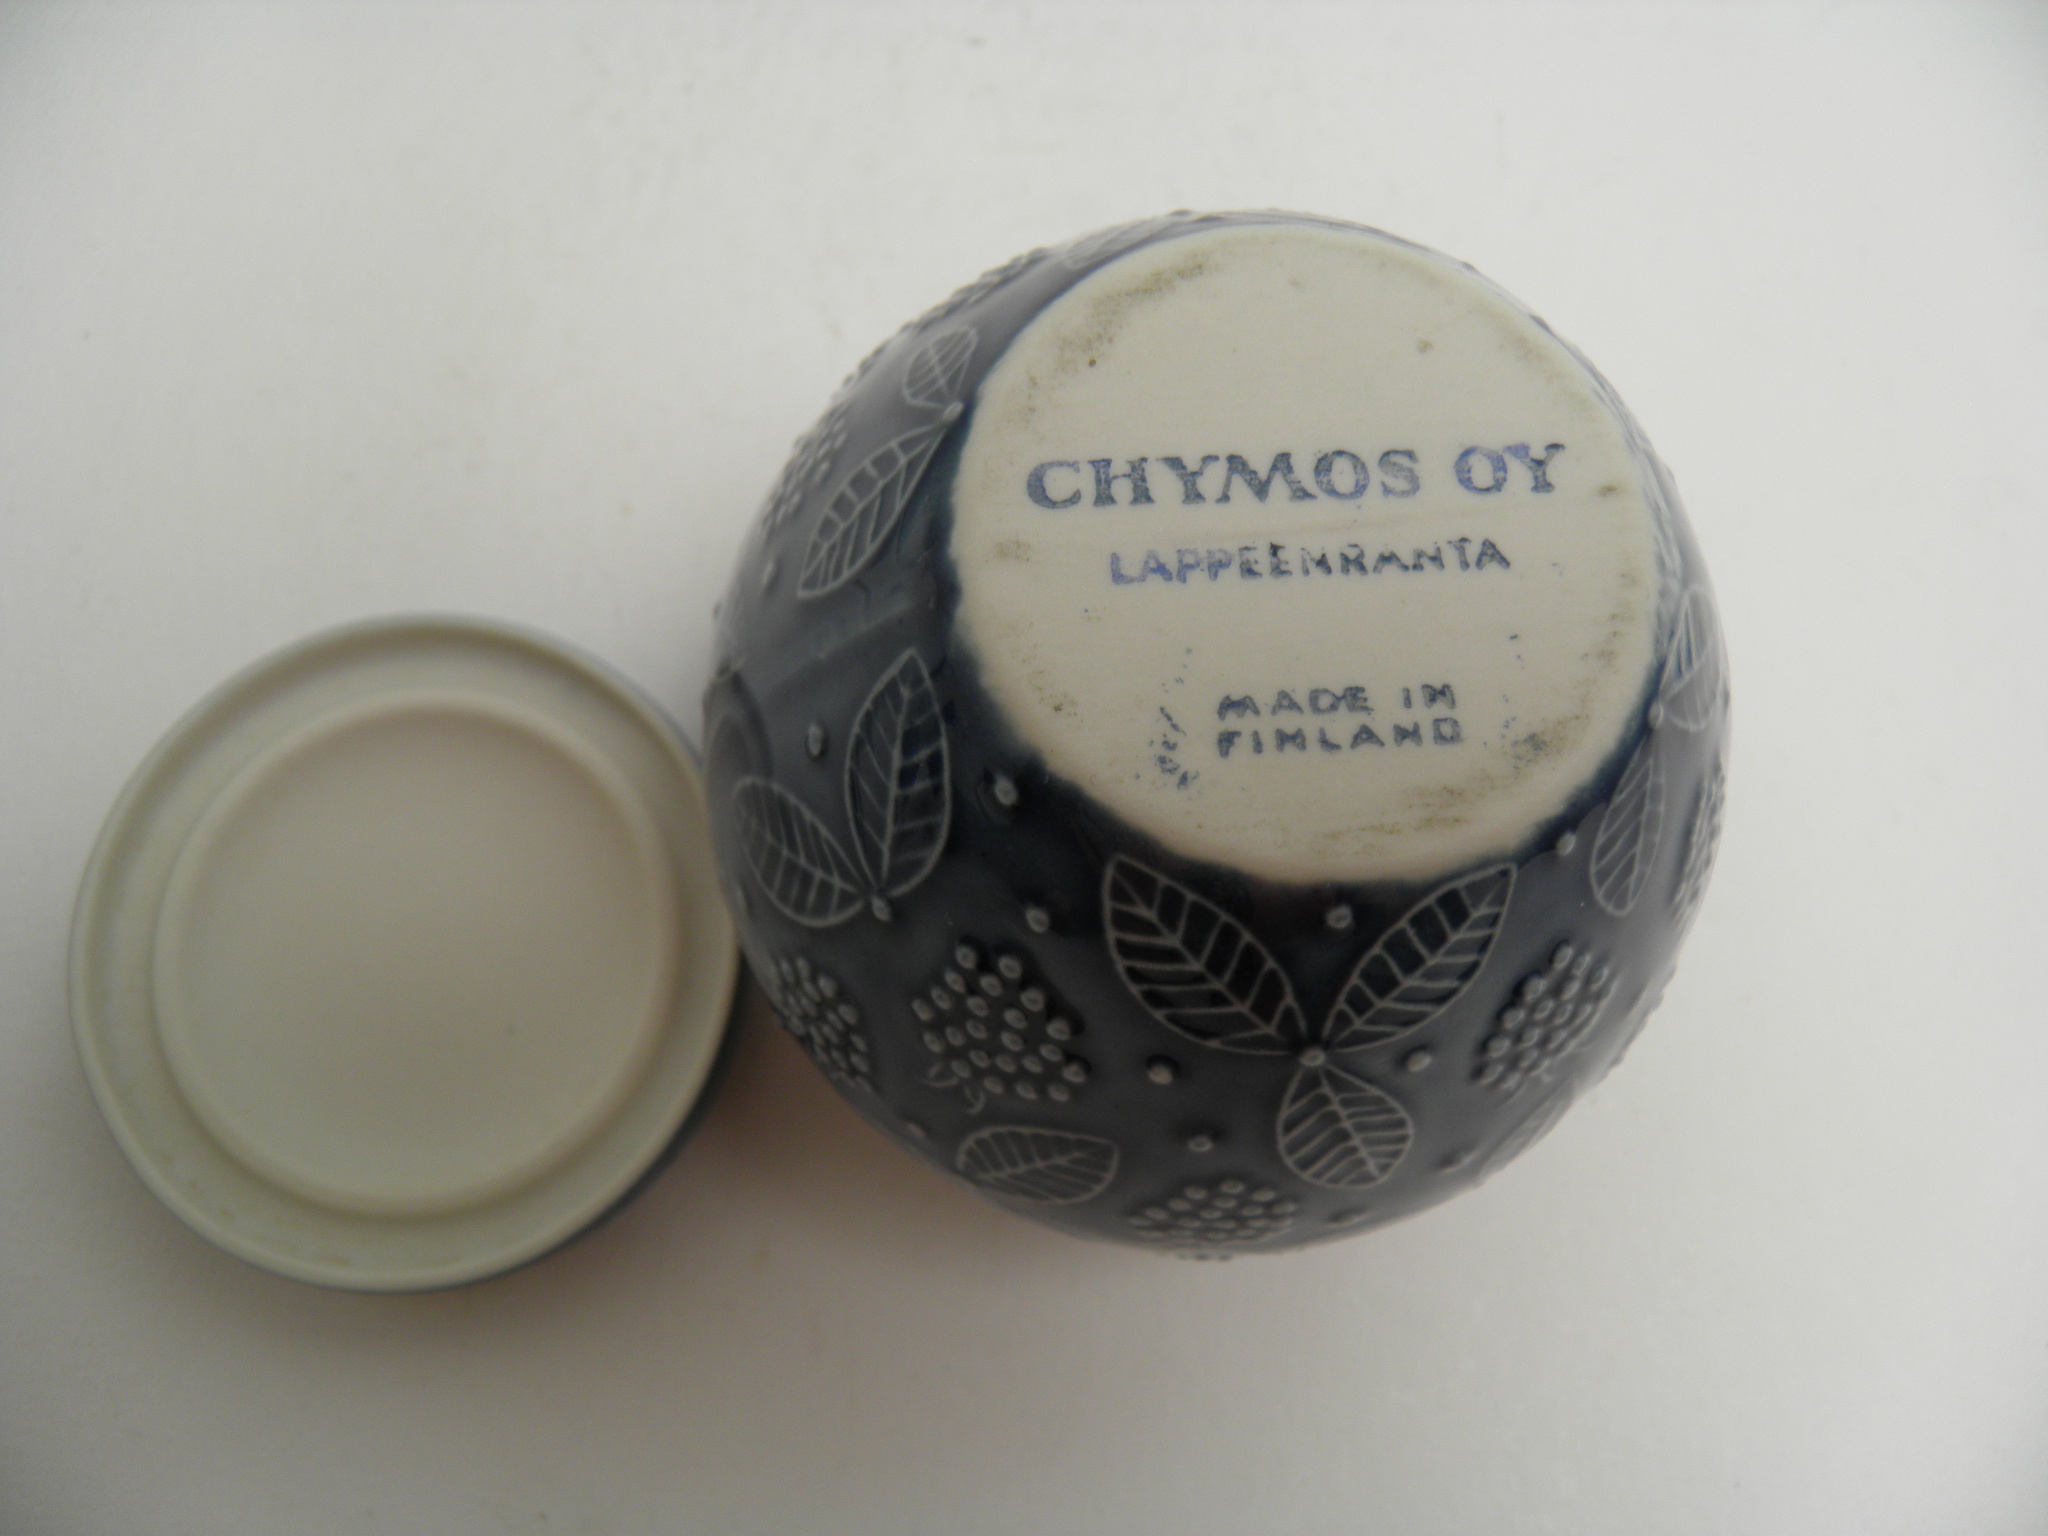 CHYMOS OY
LAPPEENRANTA
MADE IN
FINLAND